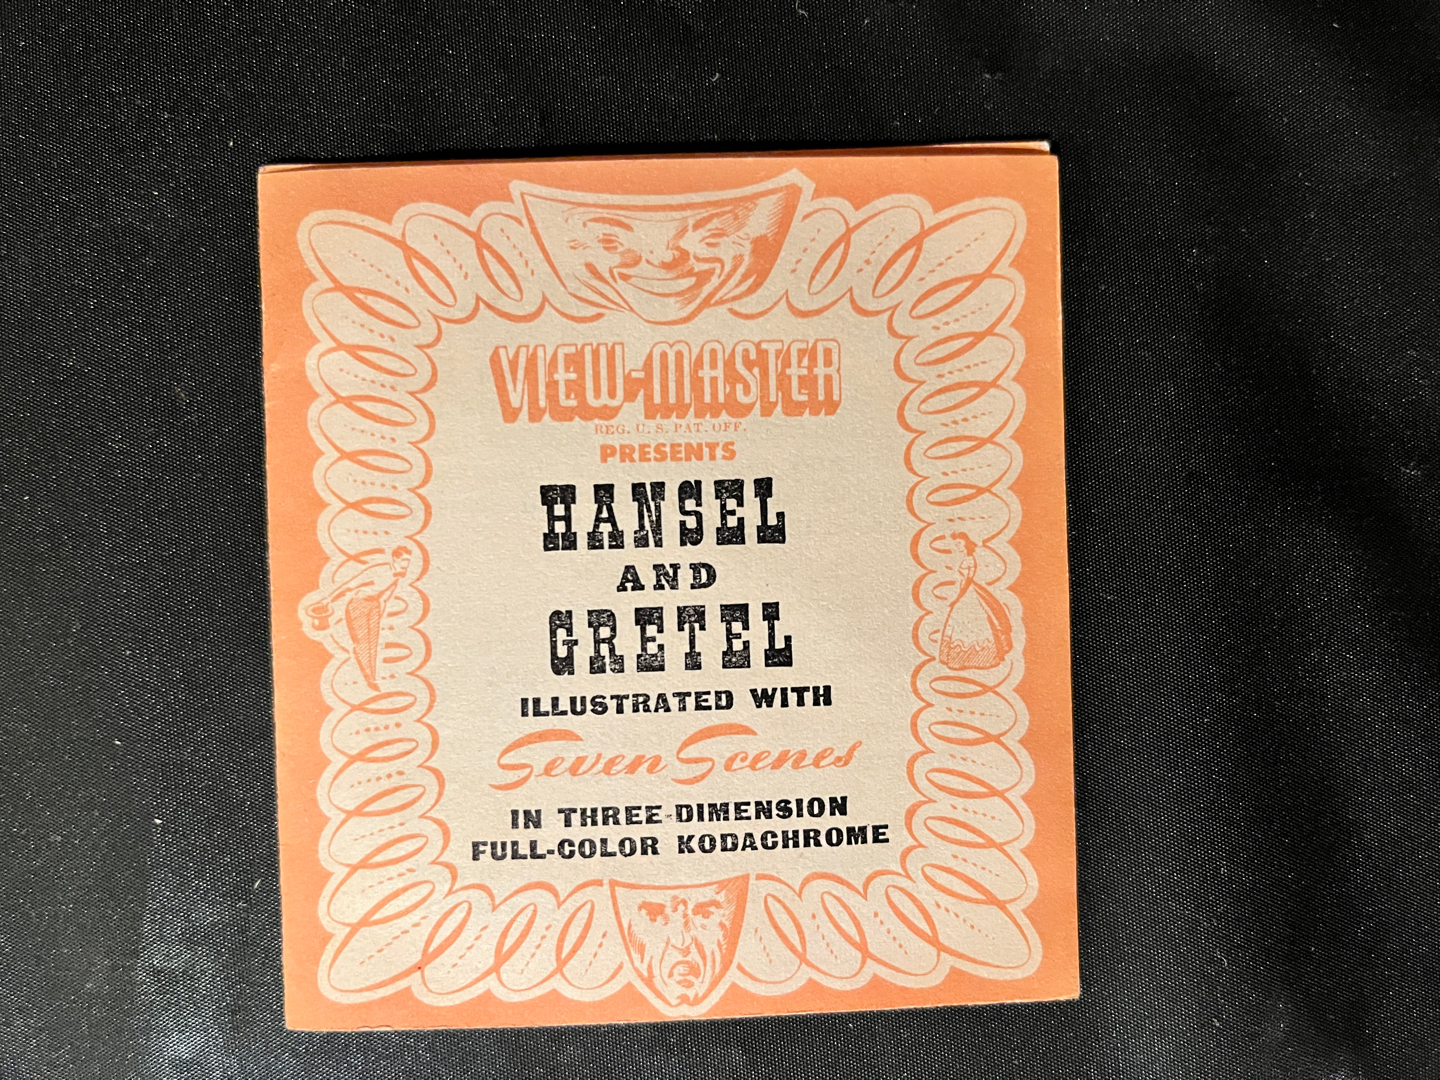 VIEW-MASTER
REG. U. S. PAT. OFF.
PRESENTS
HANSEL
AND
GRETEL
ILLUSTRATED WITH
Seven Scenes
IN THREE-DIMENSION
FULL-COLOR KODACHROME